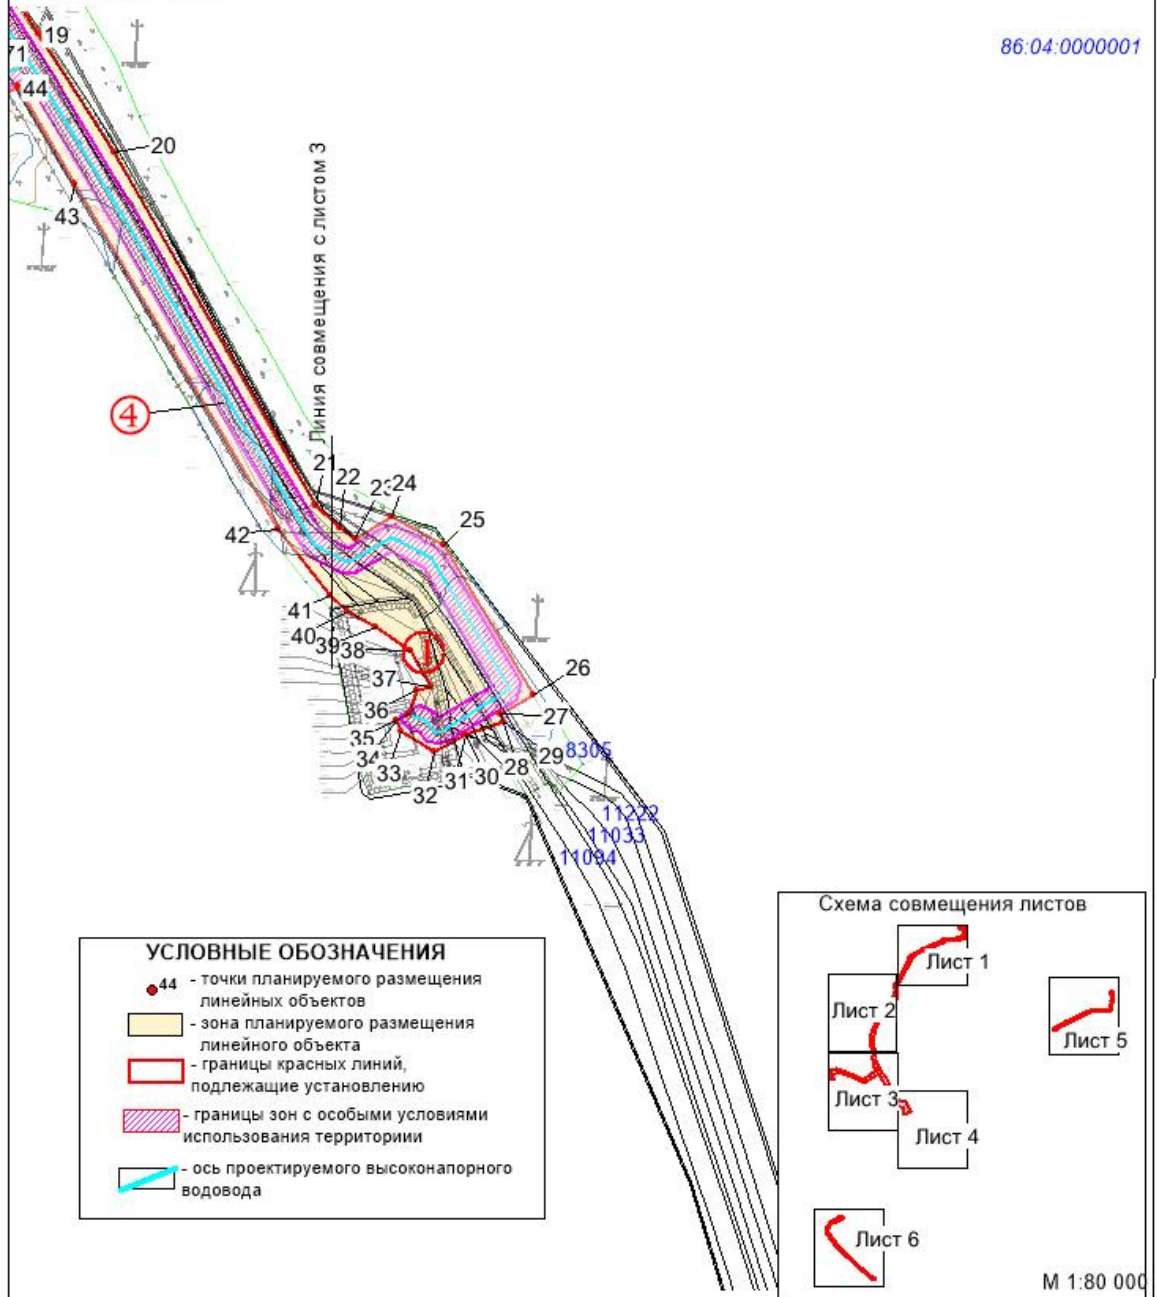 19
86:04:0000001
71
44
20
43
Линия совмещения с листом 3
4
21
22
23
24
25
42
41
40
39
38
1
37
26
36
35
27
34
33
32
31
30
28
29
8305
11222
11033
11094
УСЛОВНЫЕ ОБОЗНАЧЕНИЯ
44 - точки планируемого размещения
линейных объектов
- зона планируемого размещения
линейного объекта
- границы красных линий,
подлежащие установлению
- границы зон с особыми условиями
использования территориии
- ось проектируемого высоконапорного
водовода
Схема совмещения листов
Лист 1
Лист 2
Лист 5
Лист 3
Лист 4
Лист 6
М 1:80 000